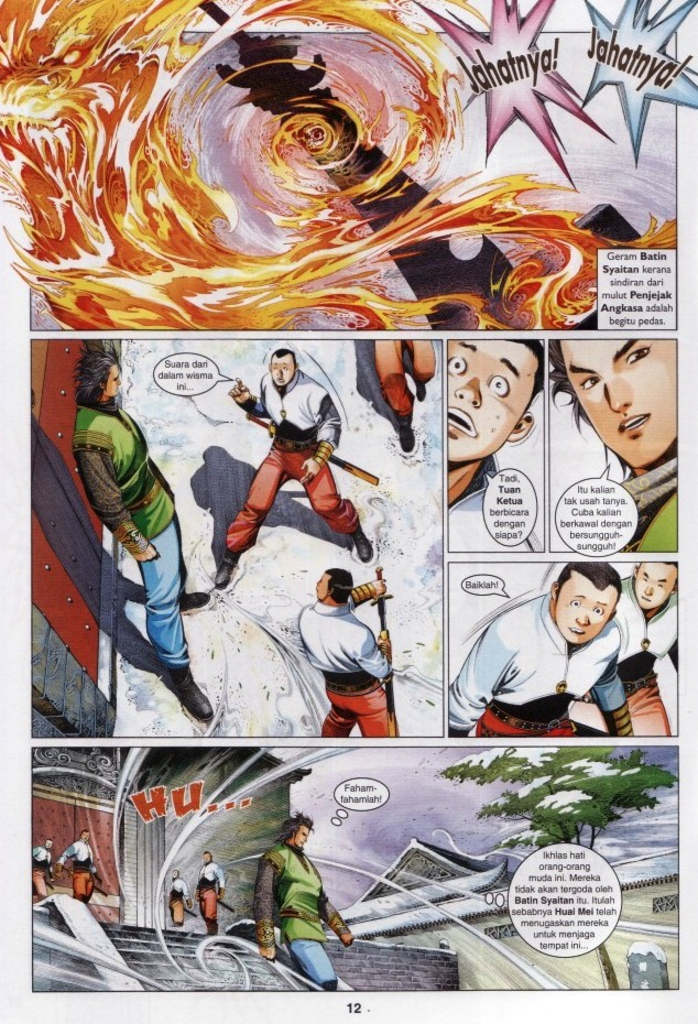 Jahatnya!
Jahatnya!
Geram Batin
Syaitan kerana
sindiran dari
mulut Penjejak
Angkasa adalah
begitu pedas.
Suara dari
dalam wisma
ini...
Tadi,
Tuan
Kuat
berbicara
dengan
siapa?
Itu kalian
tak usah tanya.
Cuba kalian
berkawal dengan
bersungguh-
sungguh!
Baiklah!
HU...
Faham-
fahamlah!
Ikhlas hati
orang-orang
muda ini. Mereka
tidak akan tergoda oleh
Batin Syaitan itu. Itulah
sebabnya Huai Mei telah
menugaskan mereka
untuk menjaga
tempat ini...
12